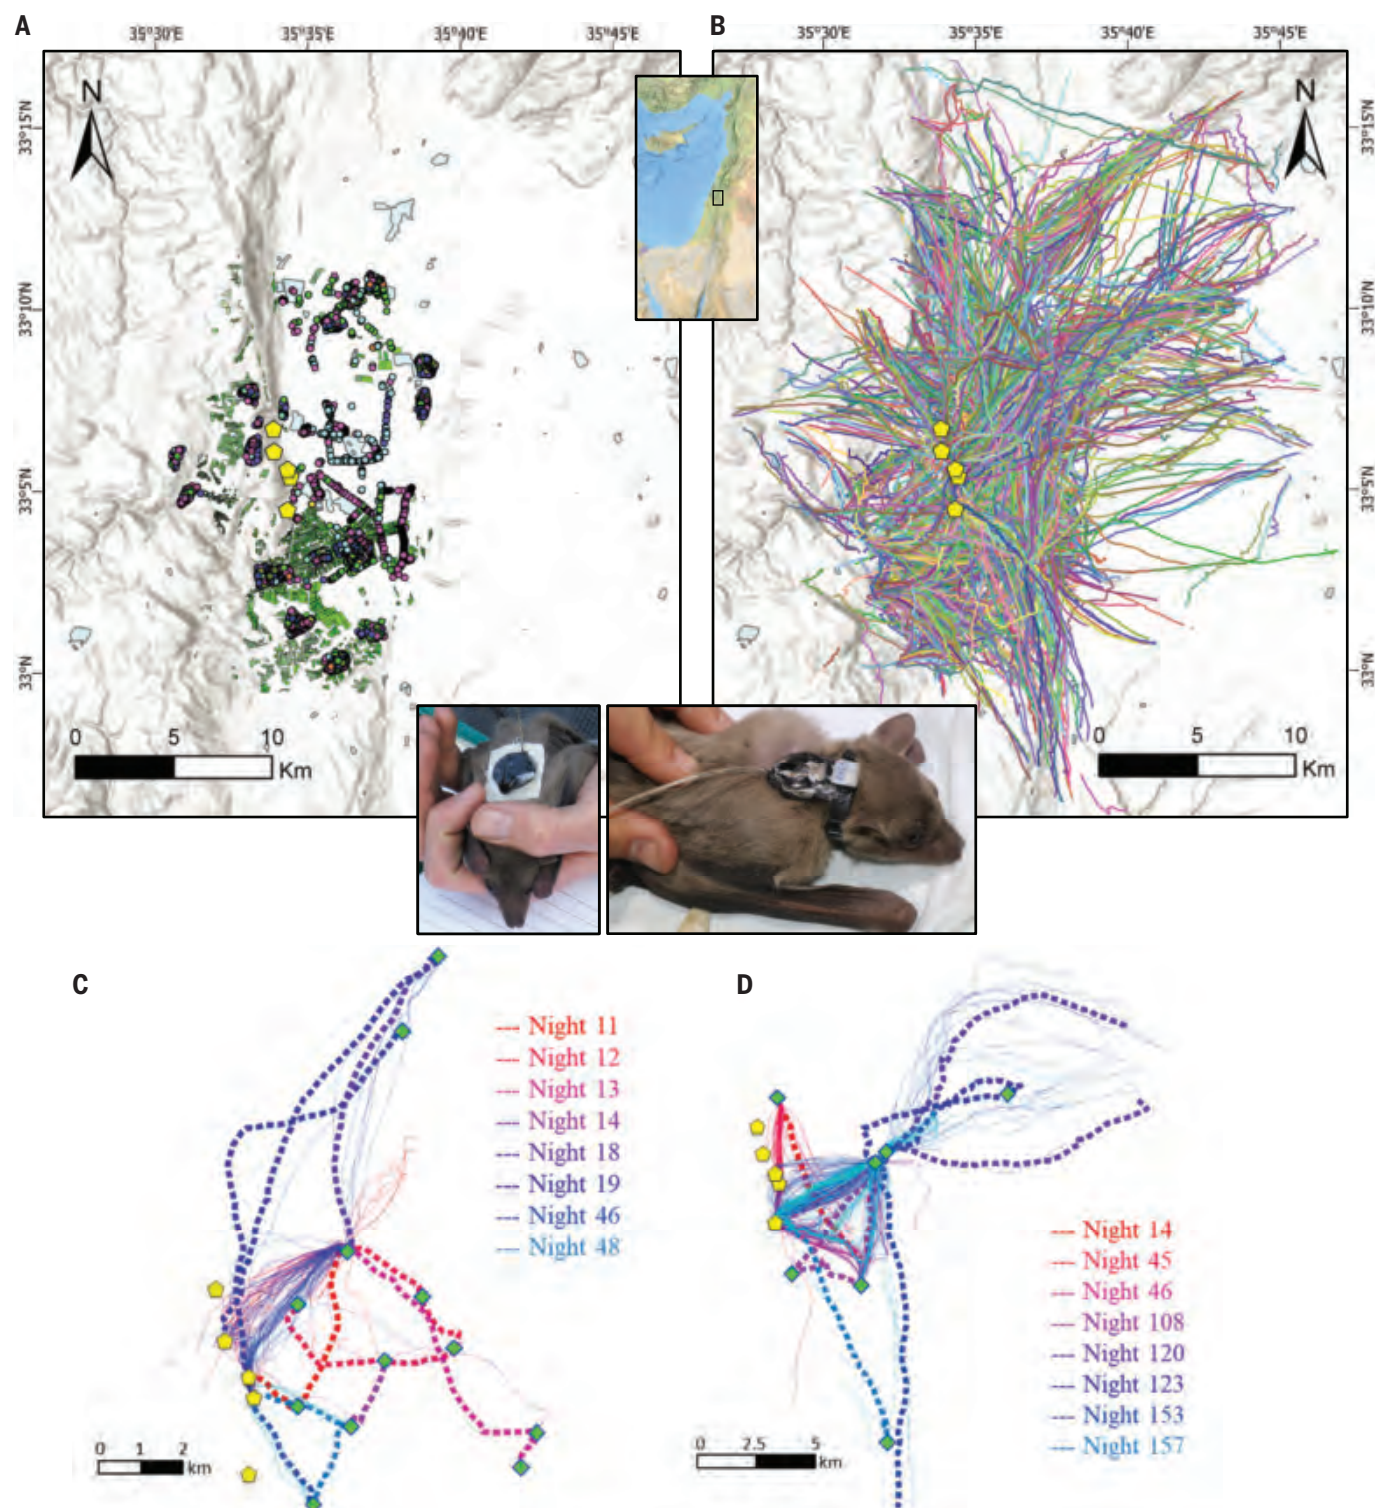 A
35°30'E 35°35'E 40°E 35°45'E
B
35°30'E 35°35'E 35°40'E 35°45'E
N
N
33°15'N
33°15'N
33°10'N
33°10'N
33°5'N
33°5'N
33°N
33°N
0 5 10
Km
0 5 10
Km
C
Night 11
Night 12
Night 13
Night 14
Night 18
Night 19
Night 46
Night 48
0 1 2
km
D
Night 14
Night 45
Night 46
Night 108
Night 120
Night 123
Night 153
Night 157
0 2.5 5
km